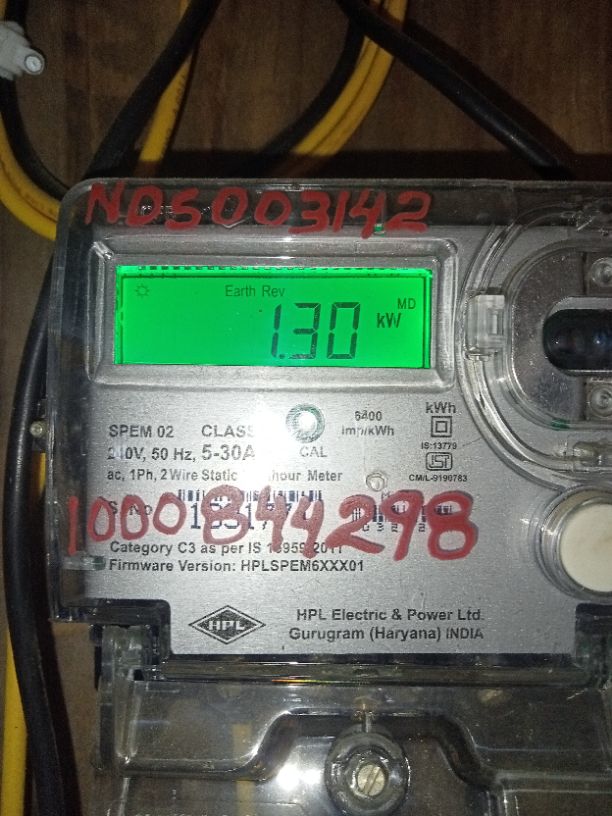 NDS003142
Earth Rev
MD
1.30 kW
SPEM 02
6400 imp/kWh
kWh
240V, 50 Hz, 5-30A
CAL
IS:13779
ac, 1Ph, 2 Wire Static
hour Meter
CM/L-9190783
1000844298
Category C3 as per IS
Firmware Version: HPLSPEM6XXX01
HPL
HPL Electric & Power Ltd.
Gurugram (Haryana) INDIA